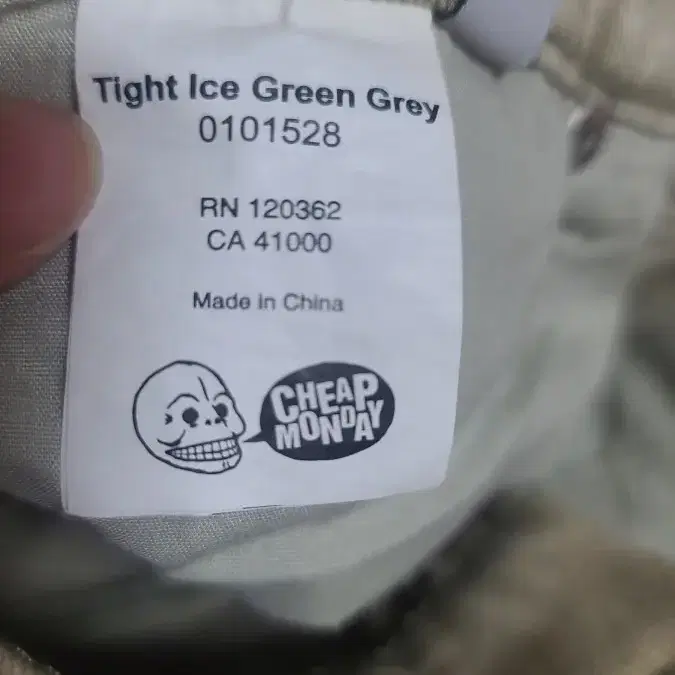 Tight Ice Green Grey
0101528
RN 120362
CA 41000
Made in China
CHEAP
MONDAY